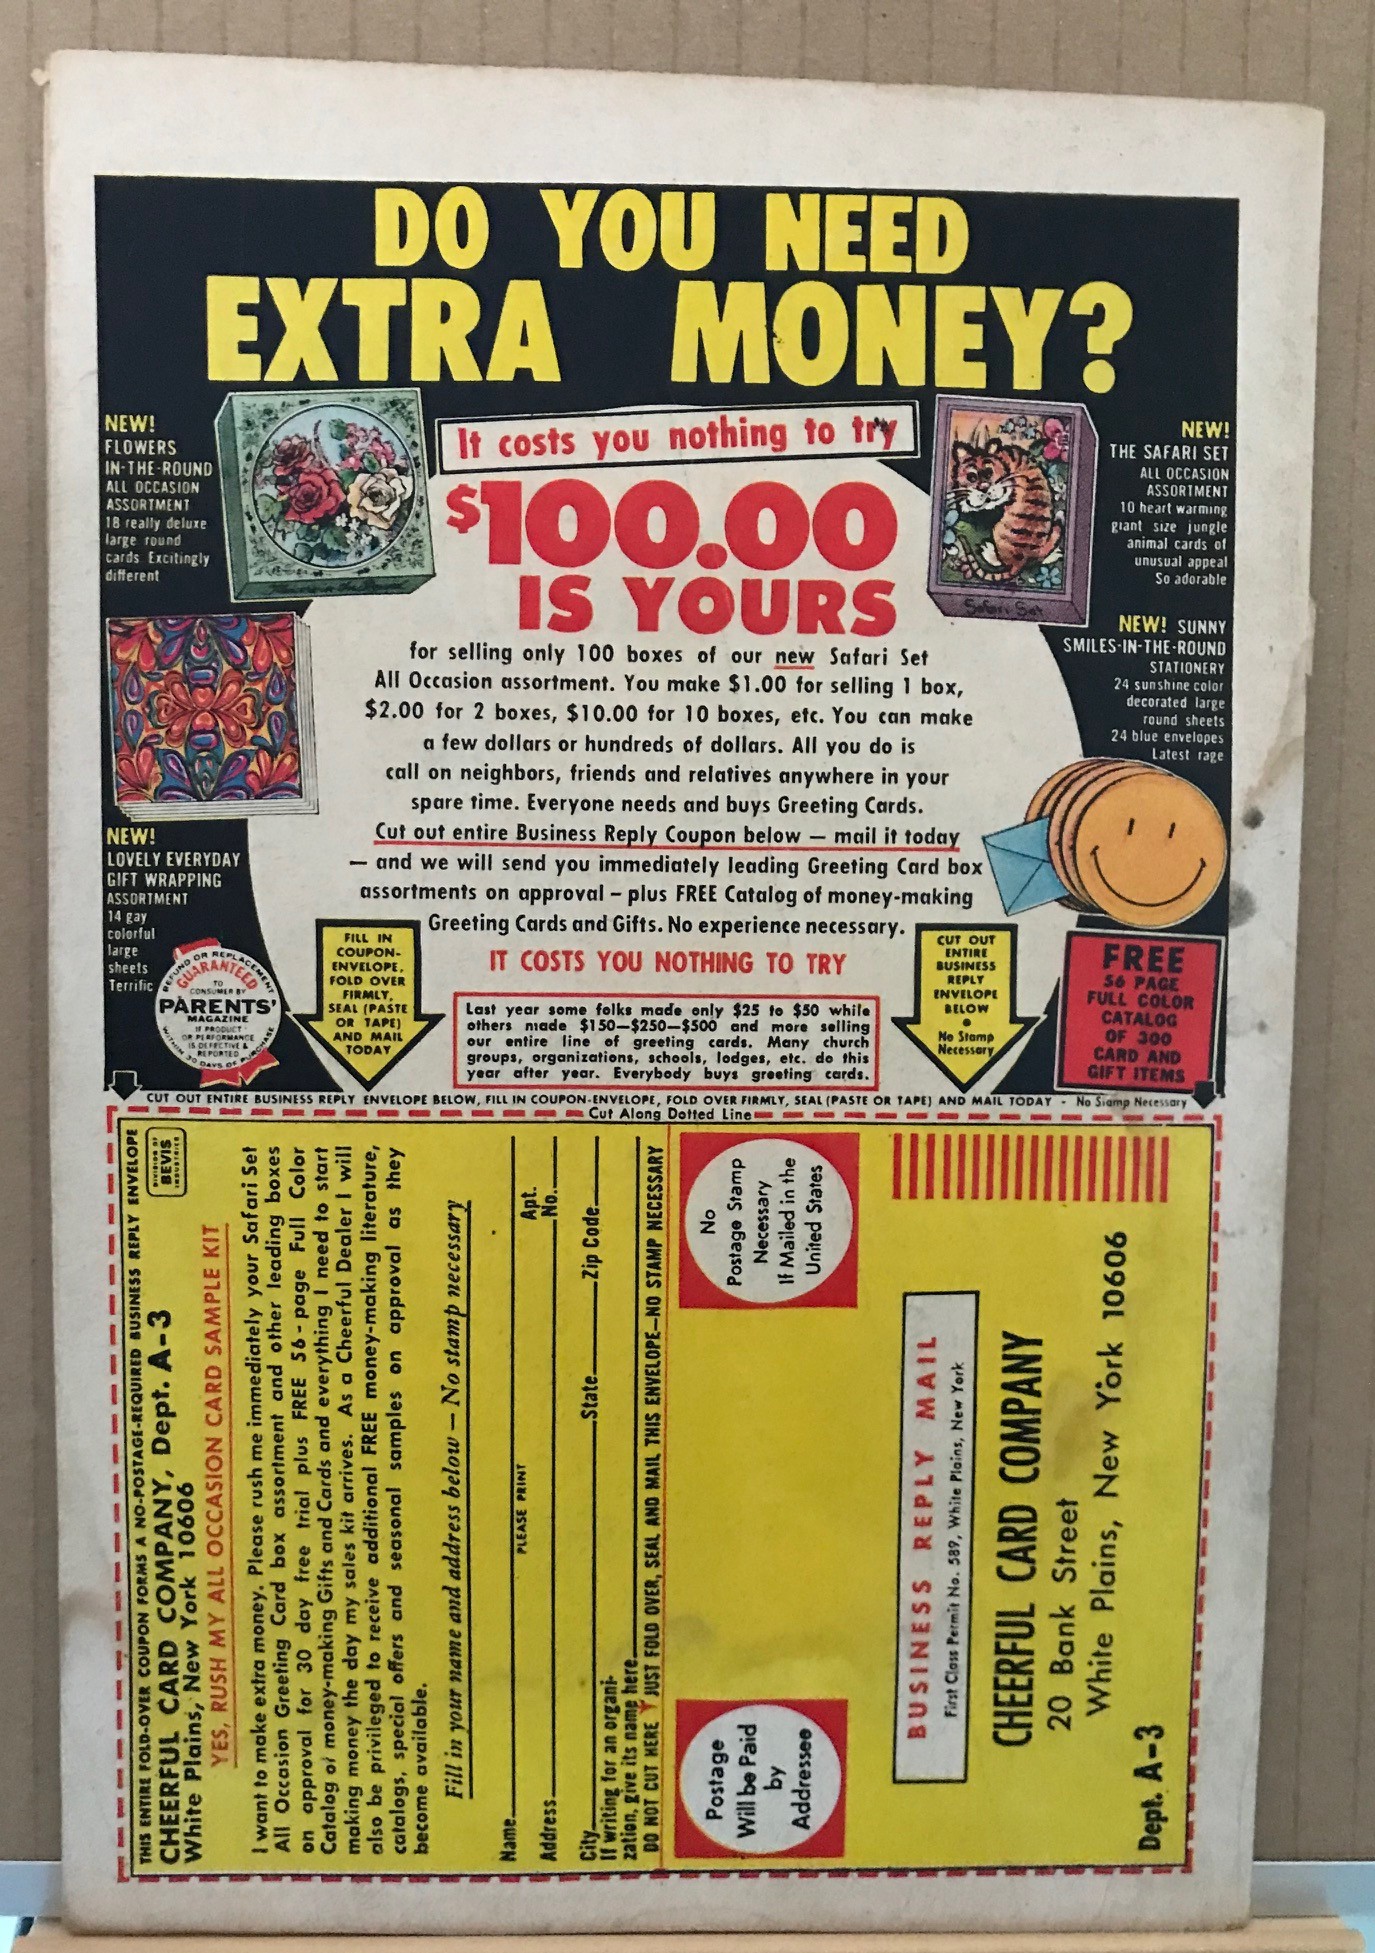 DO YOU NEED
EXTRA MONEY?
It costs you nothing to try
$100.00
IS YOURS
NEW!
FLOWERS
IN-THE-ROUND
ALL OCCASION
ASSORTMENT
18 really deluxe
large round
cards Excitingly
different
NEW!
THE SAFARI SET
ALL OCCASION
ASSORTMENT
10 heart warming
giant size jungle
animal cards of
unusual appeal
So adorable
Safari Set
NEW! SUNNY
SMILES-IN-THE-ROUND
STATIONERY
24 sunshine color
decorated large
round sheets
24 blue envelopes
Latest rage
for selling only 100 boxes of our new Safari Set
All Occasion assortment. You make $1.00 for selling 1 box,
$2.00 for 2 boxes, $10.00 for 10 boxes, etc. You can make
a few dollars or hundreds of dollars. All you do is
call on neighbors, friends and relatives anywhere in your
spare time. Everyone needs and buys Greeting Cards.
Cut out entire Business Reply Coupon below — mail it today
— and we will send you immediately leading Greeting Card box
assortments on approval – plus FREE Catalog of money-making
Greeting Cards and Gifts. No experience necessary.
IT COSTS YOU NOTHING TO TRY
NEW!
LOVELY EVERYDAY
GIFT WRAPPING
ASSORTMENT
14 gay
colorful
large
sheets
Terrific
REFUND OR REPLACEMENT
GUARANTEED
TO
CONSUMER BY
PARENTS'
MAGAZINE
IF PRODUCT
OR PERFORMANCE
IS DEFECTIVE &
REPORTED
WITHIN 30 DAYS OF PURCHASE
FILL IN
COUPON-
ENVELOPE,
FOLD OVER
FIRMLY,
SEAL (PASTE
OR TAPE)
AND MAIL
TODAY
Last year some folks made only $25 to $50 while
others made $150—$250—$500 and more selling
our entire line of greeting cards. Many church
groups, organizations, schools, lodges, etc. do this
year after year. Everybody buys greeting cards.
CUT OUT
ENTIRE
BUSINESS
REPLY
ENVELOPE
BELOW
•
No Stamp
Necessary
FREE
56 PAGE
FULL COLOR
CATALOG
OF 300
CARD AND
GIFT ITEMS
CUT OUT ENTIRE BUSINESS REPLY ENVELOPE BELOW, FILL IN COUPON-ENVELOPE, FOLD OVER FIRMLY, SEAL (PASTE OR TAPE) AND MAIL TODAY - No Stamp Necessary
Cut Along Dotted Line
THIS ENTIRE FOLD-OVER COUPON FORMS A NO-POSTAGE-REQUIRED BUSINESS REPLY ENVELOPE
CHEERFUL CARD COMPANY, Dept. A-3
White Plains, New York 10606
DIVISION OF
BEVIS
INDUSTRIES
YES, RUSH MY ALL OCCASION CARD SAMPLE KIT
I want to make extra money. Please rush me immediately your Safari Set
All Occasion Greeting Card box assortment and other leading boxes
on approval for 30 day free trial plus FREE 56-page Full Color
Catalog of money-making Gifts and Cards and everything I need to start
making money the day my sales kit arrives. As a Cheerful Dealer I will
also be privileged to receive additional FREE money-making literature,
catalogs, special offers and seasonal samples on approval as they
become available.
Fill in your name and address below — No stamp necessary
Name
PLEASE PRINT
Address Apt. No.
City State Zip Code
If writing for an organi-
zation, give its name here
DO NOT CUT HERE JUST FOLD OVER, SEAL AND MAIL THIS ENVELOPE—NO STAMP NECESSARY
Postage
Will be Paid
by
Addressee
No
Postage Stamp
Necessary
If Mailed in the
United States
BUSINESS REPLY MAIL
First Class Permit No. 589, White Plains, New York
CHEERFUL CARD COMPANY
20 Bank Street
White Plains, New York 10606
Dept. A-3